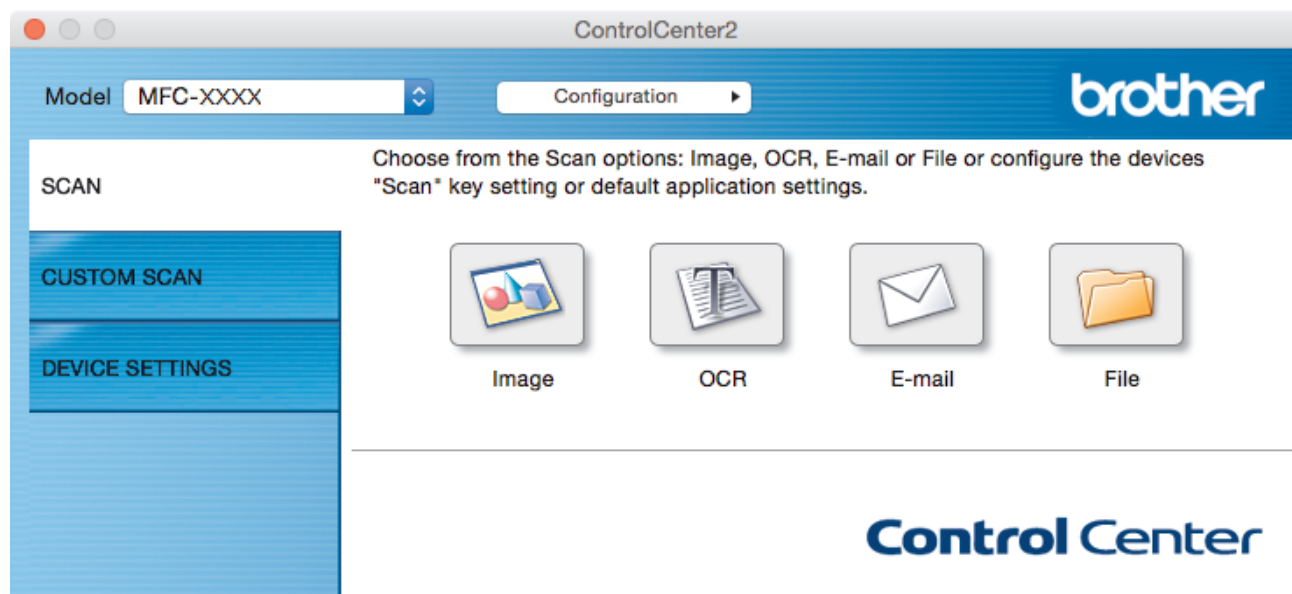 ControlCenter2
Model MFC-XXXX Configuration brother
SCAN
Choose from the Scan options: Image, OCR, E-mail or File or configure the devices
"Scan" key setting or default application settings.
CUSTOM SCAN
DEVICE SETTINGS
Image OCR E-mail File
Control Center